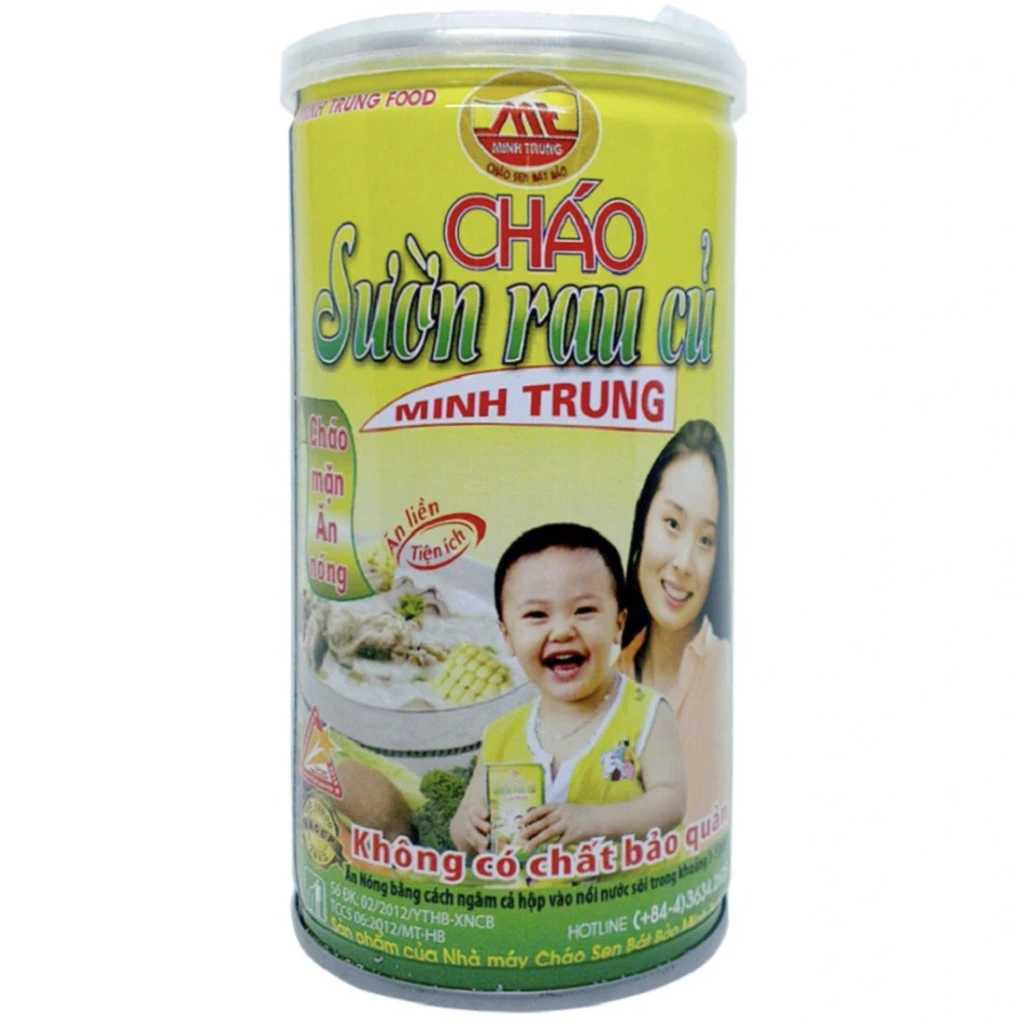 MINH TRUNG FOOD
MT
MINH TRUNG
CHÁO SEN BÁT BẢO
CHÁO
Sườn rau củ
MINH TRUNG
Cháo
mặn
Ăn
nóng
Ăn liền
Tiện ích
Không có chất bảo quản
Ăn Nóng bằng cách ngâm cả hộp vào nồi nước sôi trong khoảng
Số ĐK: 02/2012/YTHB-XNCB
TCCS 06:2012/MT-HB
HOTLINE (+84-4)3634
Sản phẩm của Nhà máy Cháo Sen Bát Bảo Minh